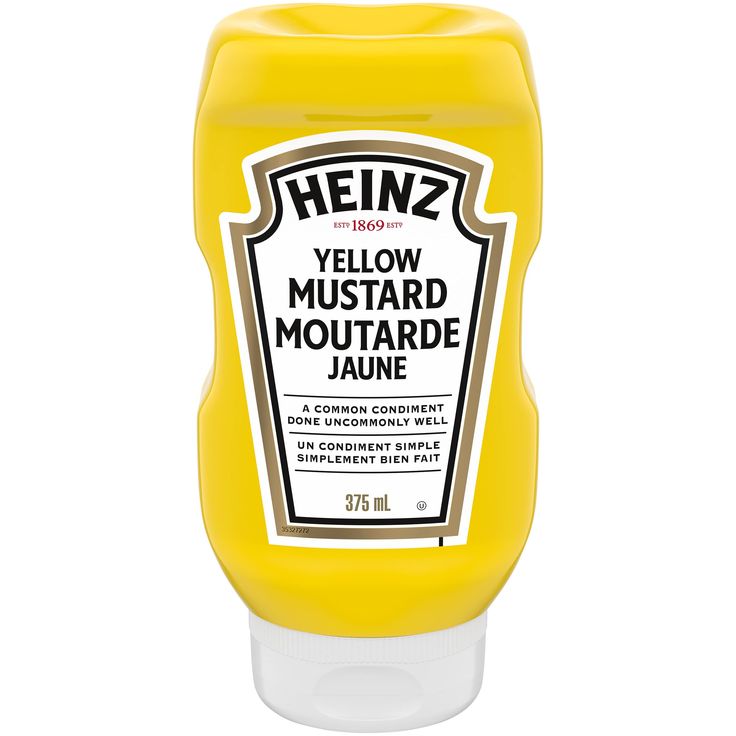 HEINZ
ESTD 1869 ESTD
YELLOW
MUSTARD
MOUTARDE
JAUNE
A COMMON CONDIMENT
DONE UNCOMMONLY WELL
UN CONDIMENT SIMPLE
SIMPLEMENT BIEN FAIT
375 mL
U